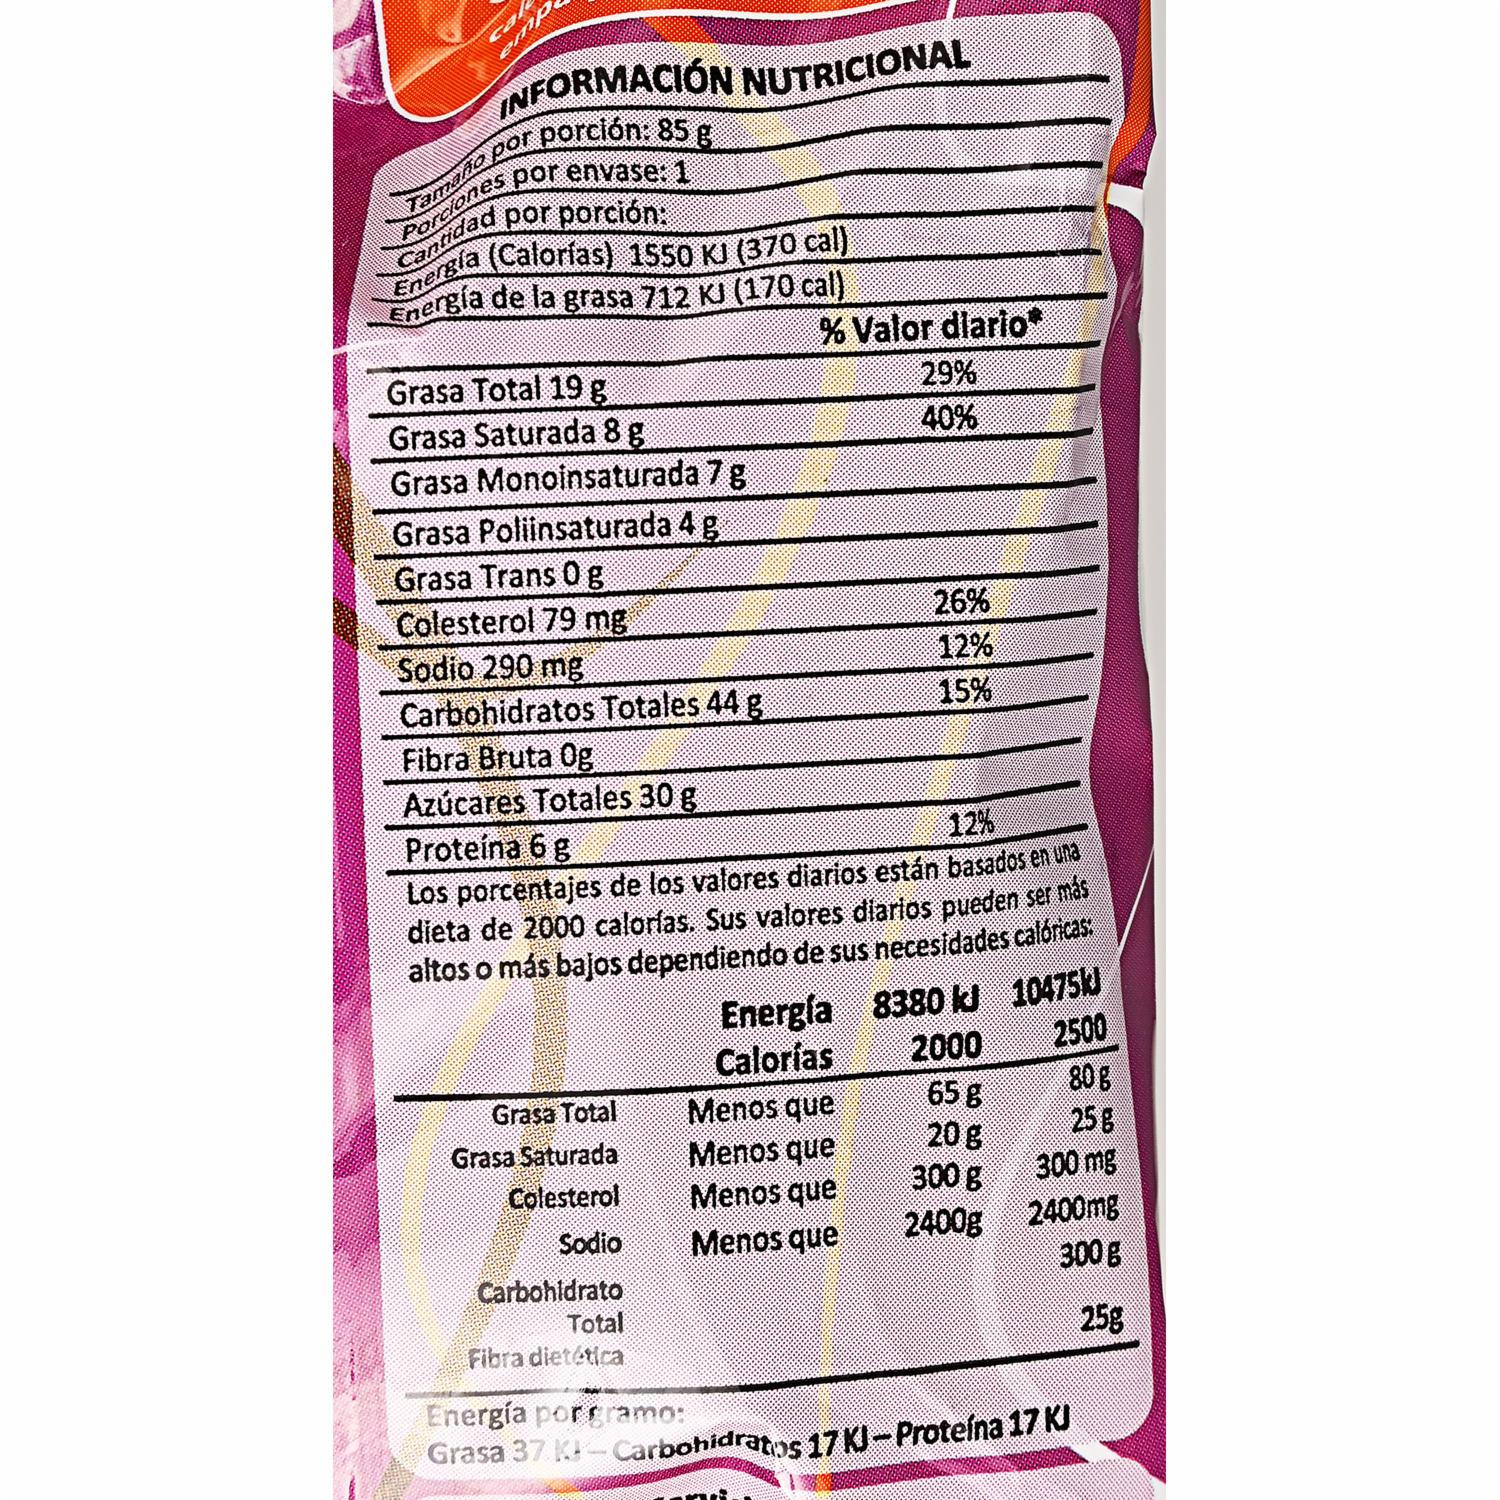 INFORMACIÓN NUTRICIONAL
Tamaño por porción: 85 g
Porciones por envase: 1
Cantidad por porción:
Energía (Calorías) 1550 KJ (370 cal)
Energía de la grasa 712 KJ (170 cal)
% Valor diario*
Grasa Total 19 g 29%
Grasa Saturada 8 g 40%
Grasa Monoinsaturada 7 g
Grasa Poliinsaturada 4 g
Grasa Trans 0 g
Colesterol 79 mg 26%
Sodio 290 mg 12%
Carbohidratos Totales 44 g 15%
Fibra Bruta 0g
Azúcares Totales 30 g
Proteína 6 g 12%
Los porcentajes de los valores diarios están basados en una
dieta de 2000 calorías. Sus valores diarios pueden ser más
altos o más bajos dependiendo de sus necesidades calóricas:
Energía 8380 kJ 10475kJ
Calorías 2000 2500
Grasa Total Menos que 65 g 80 g
Grasa Saturada Menos que 20 g 25 g
Colesterol Menos que 300 g 300 mg
Sodio Menos que 2400g 2400mg
Carbohidrato 300 g
Total
Fibra dietética 25g
Energía por gramo:
Grasa 37 KJ – Carbohidratos 17 KJ – Proteína 17 KJ